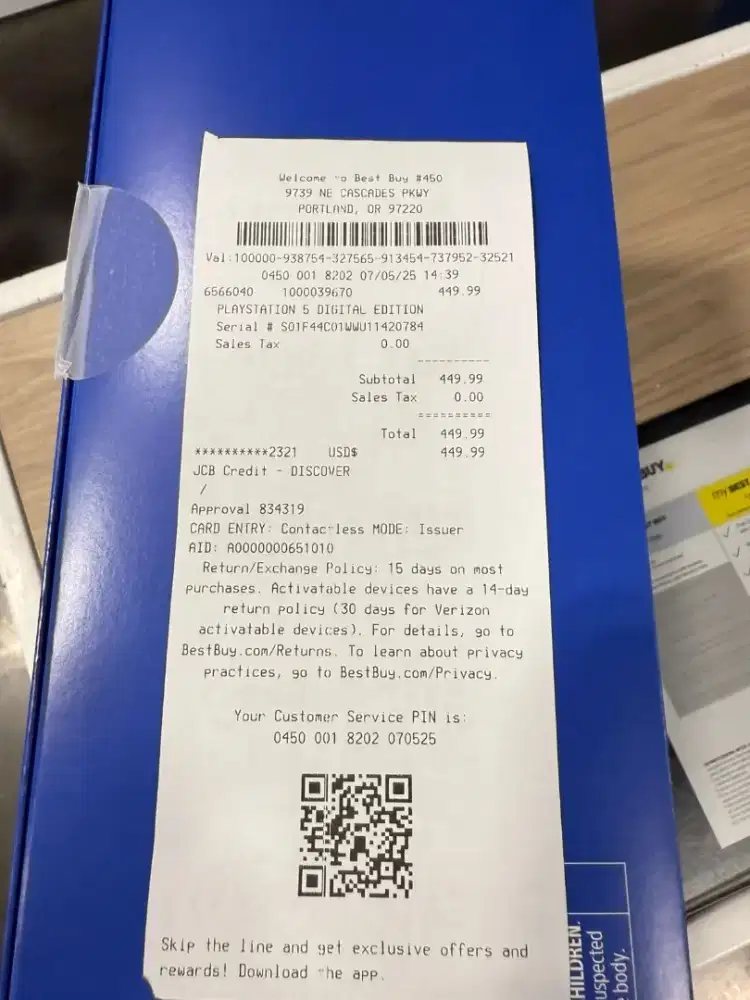 Welcome to Best Buy #450
9739 NE CASCADES PKWY
PORTLAND, OR 97220
Val:100000-938754-327565-913454-737952-32521
0450 001 8202 07/05/25 14:39
6566040 1000039670 449.99
PLAYSTATION 5 DIGITAL EDITION
Serial # S01F44C01WWU11420784
Sales Tax 0.00
Subtotal 449.99
Sales Tax 0.00
Total 449.99
**********2321 USD$ 449.99
JCB Credit - DISCOVER
/
Approval 834319
CARD ENTRY: Contactless MODE: Issuer
AID: A0000000651010
Return/Exchange Policy: 15 days on most
purchases. Activatable devices have a 14-day
return policy (30 days for Verizon
activatable devices). For details, go to
BestBuy.com/Returns. To learn about privacy
practices, go to BestBuy.com/Privacy.
Your Customer Service PIN is:
0450 001 8202 070525
Skip the line and get exclusive offers and
rewards! Download the app.
HILDREN.
uspected
body.
BUY
my BEST